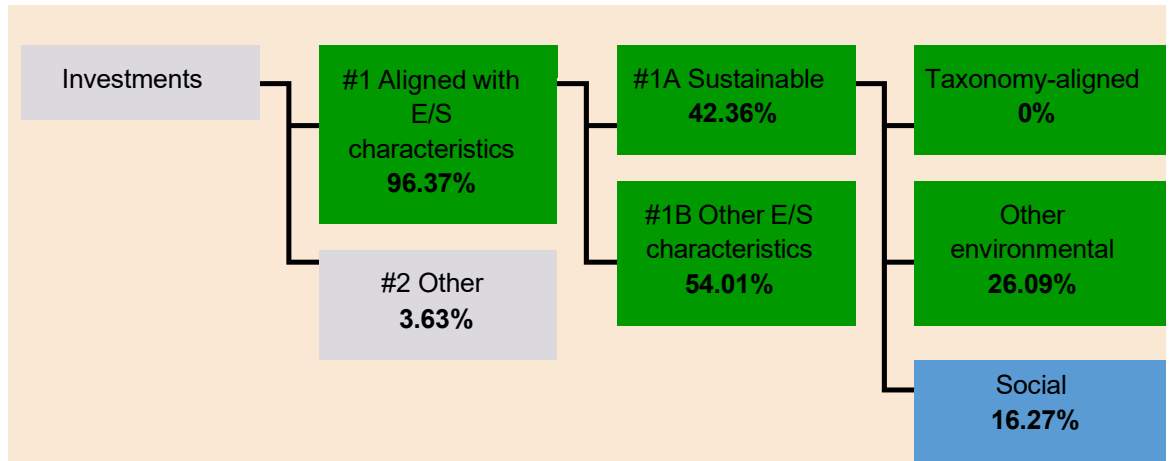 Investments
#1 Aligned with
E/S
characteristics
96.37%
#2 Other
3.63%
#1A Sustainable
42.36%
#1B Other E/S
characteristics
54.01%
Taxonomy-aligned
0%
Other
environmental
26.09%
Social
16.27%